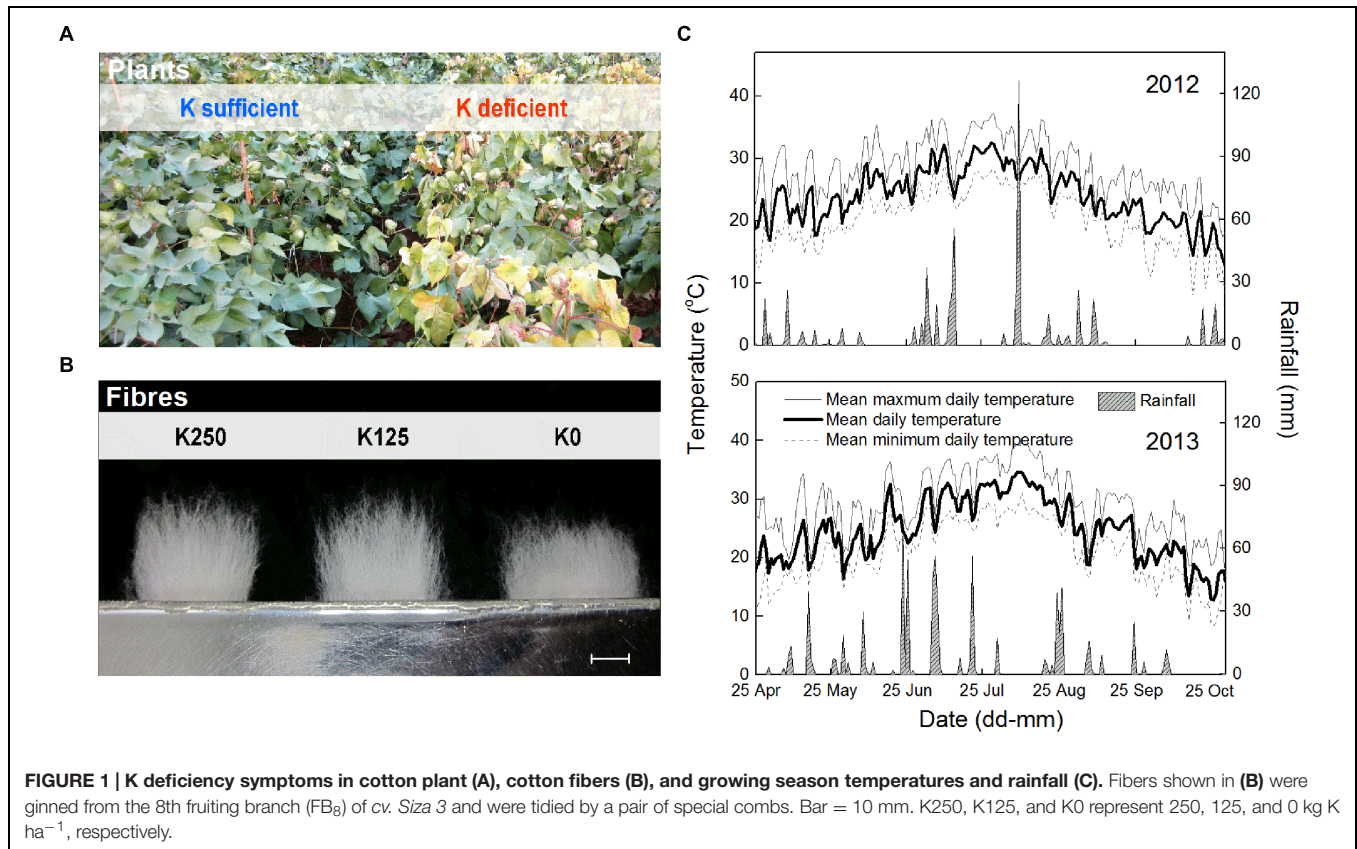 A
Plants
K sufficient
K deficient
B
Fibres
K250
K125
K0
C
2012
40
30
20
10
0
120
90
60
30
0
Temperature (°C)
Rainfall (mm)
50
40
30
20
10
0
Mean maxmum daily temperature
Mean daily temperature
Mean minimum daily temperature
Rainfall
2013
120
90
60
30
0
25 Apr
25 May
25 Jun
25 Jul
25 Aug
25 Sep
25 Oct
Date (dd-mm)
FIGURE 1 | K deficiency symptoms in cotton plant (A), cotton fibers (B), and growing season temperatures and rainfall (C). Fibers shown in (B) were
ginned from the 8th fruiting branch (FB₈) of cv. Siza 3 and were tidied by a pair of special combs. Bar = 10 mm. K250, K125, and K0 represent 250, 125, and 0 kg K
ha⁻¹, respectively.